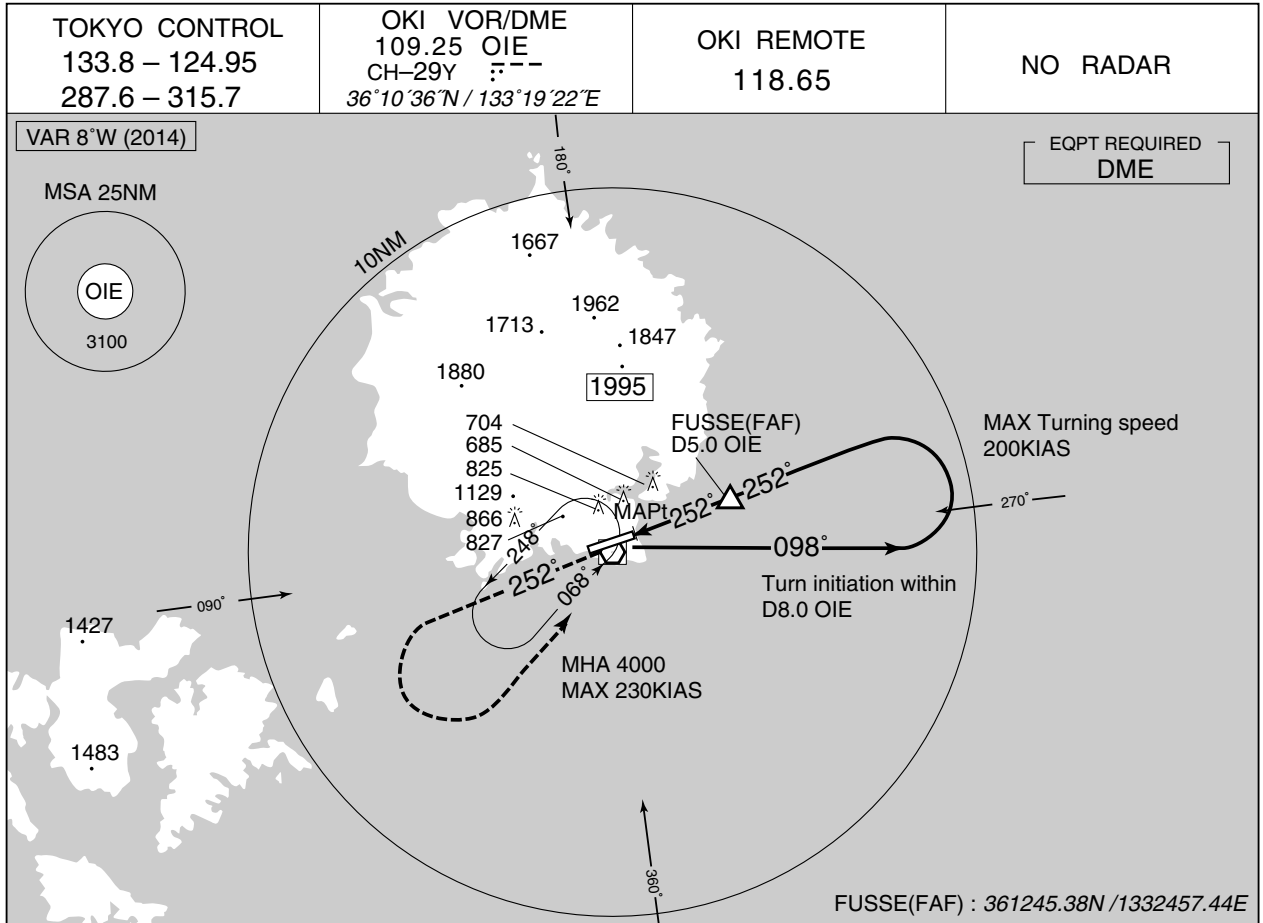 TOKYO CONTROL
133.8 – 124.95
287.6 – 315.7
OKI VOR/DME
109.25 OIE
CH–29Y
36°10´36˝N / 133°19´22˝E
OKI REMOTE
118.65
NO RADAR
VAR 8°W (2014)
EQPT REQUIRED
DME
MSA 25NM
OIE
3100
180°
10NM
1667
1962
1713
1847
1880
1995
704
685
825
1129
866
827
FUSSE(FAF)
D5.0 OIE
MAX Turning speed
200KIAS
MAPt
252°
252°
270°
248°
252°
068°
098°
Turn initiation within
D8.0 OIE
090°
1427
MHA 4000
MAX 230KIAS
1483
360°
FUSSE(FAF) : 361245.38N /1332457.44E